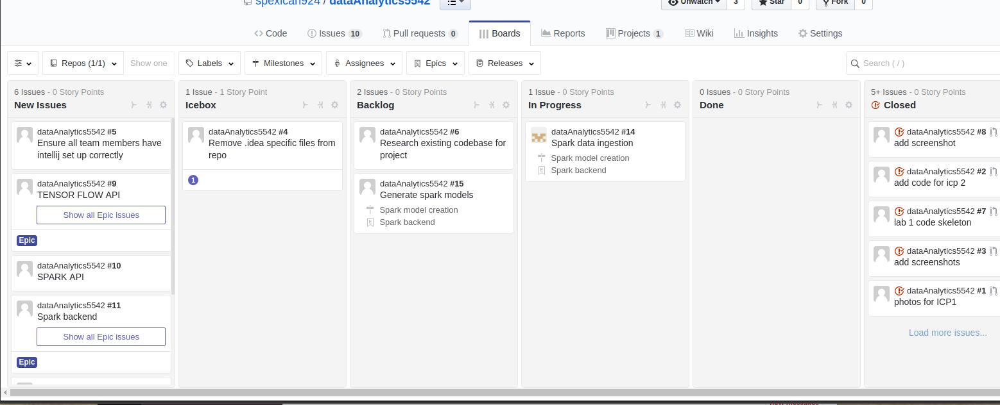 spexican924 / dataAnalytics5542
Unwatch 3 Star 0 Fork 0
Code Issues 10 Pull requests 0 Boards Reports Projects 1 Wiki Insights Settings
Repos (1/1) Show one Labels Milestones Assignees Epics Releases Search ( / )
6 Issues - 0 Story Points
New Issues
dataAnalytics5542 #5
Ensure all team members have
intellij set up correctly
dataAnalytics5542 #9
TENSOR FLOW API
Show all Epic issues
Epic
dataAnalytics5542 #10
SPARK API
dataAnalytics5542 #11
Spark backend
Show all Epic issues
Epic
1 Issue - 1 Story Point
Icebox
dataAnalytics5542 #4
Remove .idea specific files from
repo
1
2 Issues - 0 Story Points
Backlog
dataAnalytics5542 #6
Research existing codebase for
project
dataAnalytics5542 #15
Generate spark models
Spark model creation
E Spark backend
1 Issue - 0 Story Points
In Progress
dataAnalytics5542 #14
Spark data ingestion
Spark model creation
E Spark backend
0 Issues - 0 Story Points
Done
5+ Issues - 0 Story Points
Closed
dataAnalytics5542 #8
add screenshot
dataAnalytics5542 #2
add code for icp 2
dataAnalytics5542 #7
lab 1 code skeleton
dataAnalytics5542 #3
add screenshots
dataAnalytics5542 #1
photos for ICP1
Load more issues...